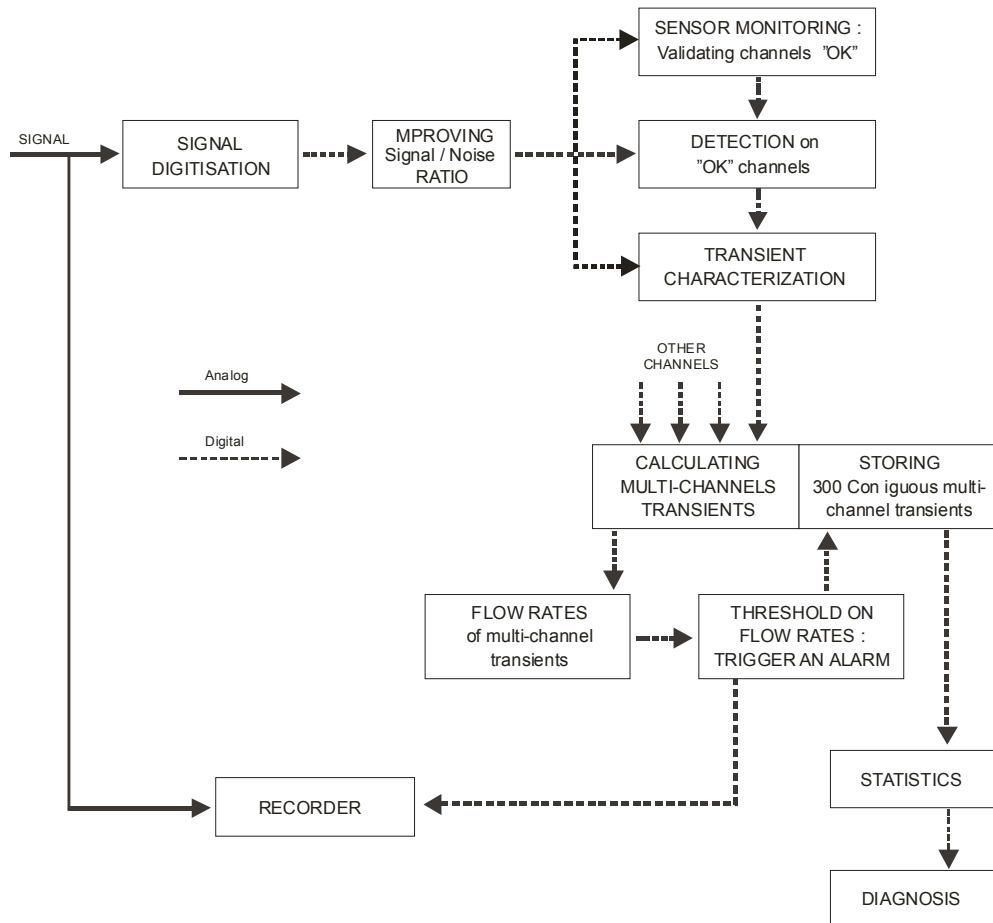 SENSOR MONITORING :
Validating channels "OK"
SIGNAL
SIGNAL
DIGITISATION
MPROVING
Signal / Noise
RATIO
DETECTION on
"OK" channels
TRANSIENT
CHARACTERIZATION
OTHER
CHANNELS
Analog
Digital
CALCULATING
MULTI-CHANNELS
TRANSIENTS
STORING
300 Con iguous multi-
channel transients
FLOW RATES
of multi-channel
transients
THRESHOLD ON
FLOW RATES :
TRIGGER AN ALARM
RECORDER
STATISTICS
DIAGNOSIS